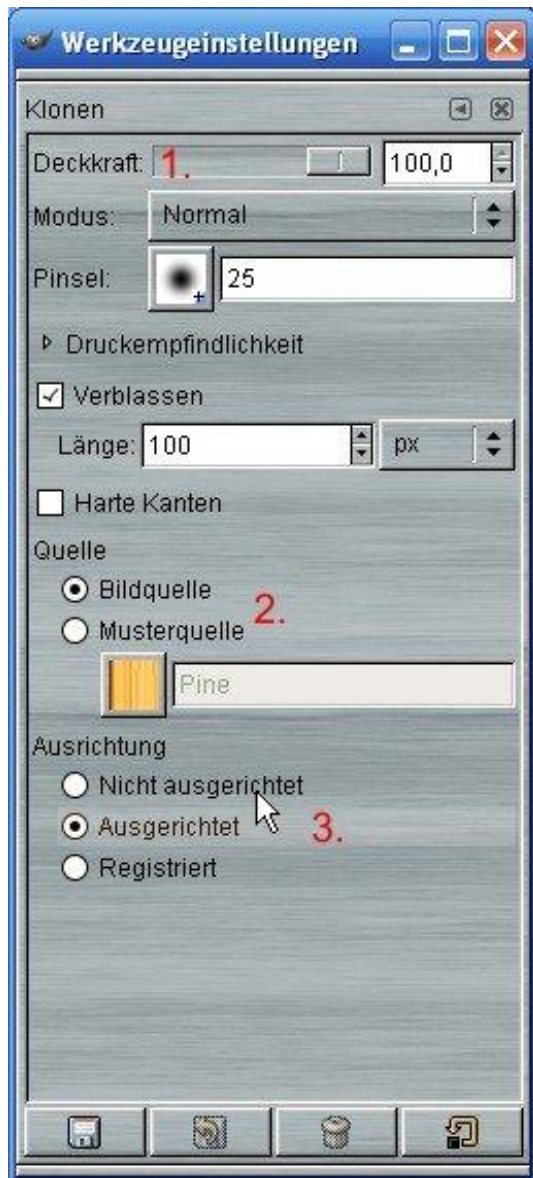 Werkzeugeinstellungen
Klonen
Deckkraft: 1. 100,0
Modus: Normal
Pinsel: 25
Druckempfindlichkeit
Verblassen
Länge: 100 px
Harte Kanten
Quelle
Bildquelle
2.
Musterquelle
Pine
Ausrichtung
Nicht ausgerichtet
Ausgerichtet 3.
Registriert